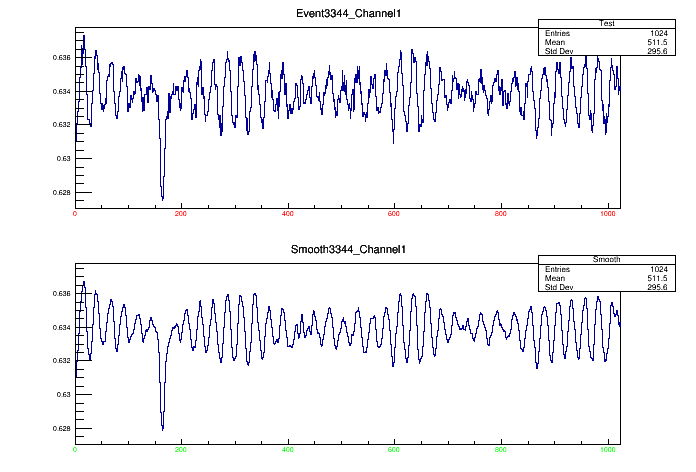 Event3344_Channel1
Test
Entries 1024
Mean 511.5
Std Dev 295.6
0.636
0.634
0.632
0.63
0.628
0 200 400 600 800 1000
Smooth3344_Channel1
Smooth
Entries 1024
Mean 511.5
Std Dev 295.6
0.636
0.634
0.632
0.63
0.628
0 200 400 600 800 1000